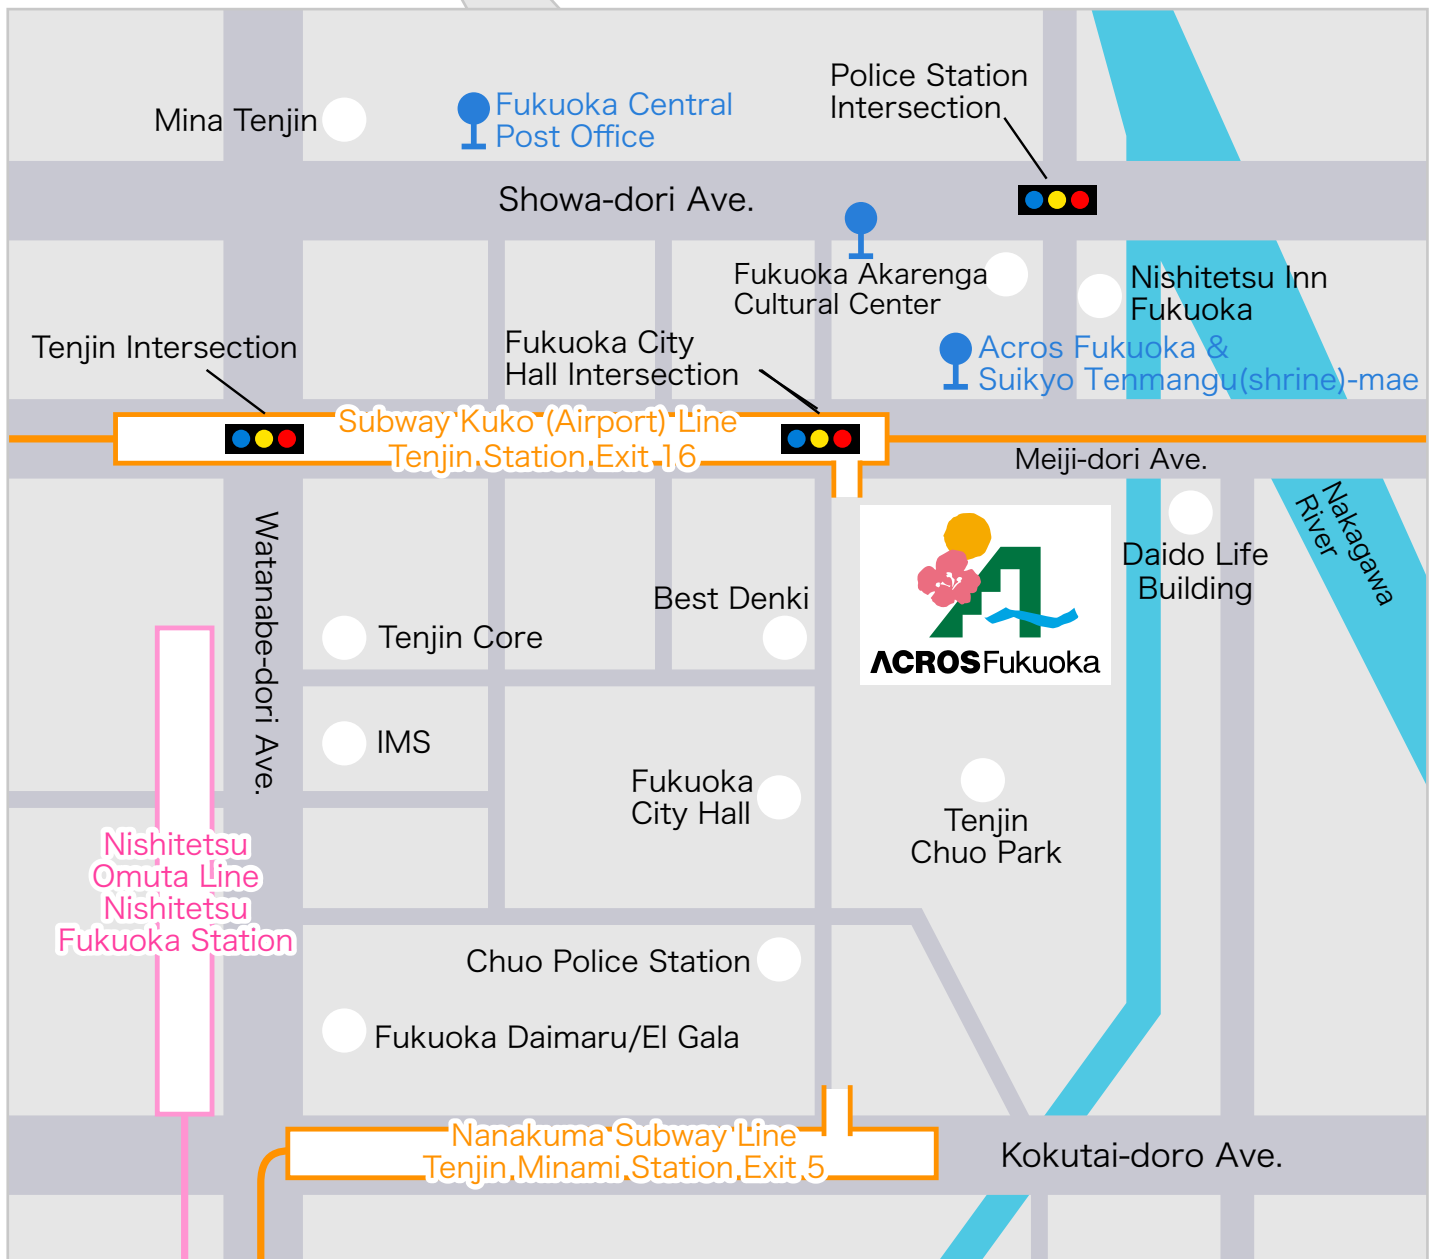 Police Station
Intersection
Mina Tenjin
Fukuoka Central
Post Office
Showa-dori Ave.
Fukuoka Akarenga
Cultural Center
Nishitetsu Inn
Fukuoka
Tenjin Intersection
Fukuoka City
Hall Intersection
Acros Fukuoka &
Suikyo Tenmangu(shrine)-mae
Subway Kuko (Airport) Line
Tenjin Station Exit 16
Meiji-dori Ave.
Nakagawa
River
Watanabe-dori Ave.
Daido Life
Building
Best Denki
Tenjin Core
ACROS Fukuoka
IMS
Fukuoka
City Hall
Tenjin
Chuo Park
Nishitetsu
Omuta Line
Nishitetsu
Fukuoka Station
Chuo Police Station
Fukuoka Daimaru/El Gala
Nanakuma Subway Line
Tenjin Minami Station Exit 5
Kokutai-doro Ave.